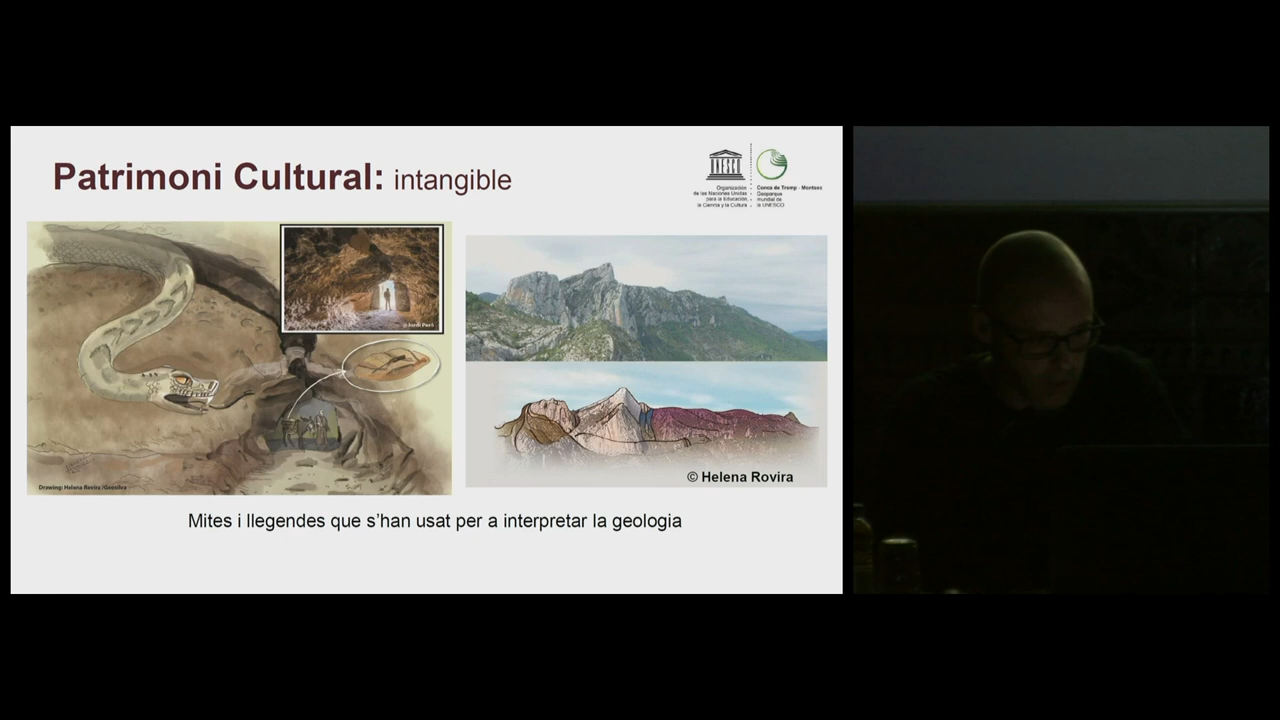 Patrimoni Cultural: intangible
Organización
de las Naciones Unidas
para la Educación,
la Ciencia y la Cultura
Conca de Tremp - Montsec
Geoparque
mundial de
la UNESCO
© Jordi Peró
Drawing: Helena Rovira /Geosilva
© Helena Rovira
Mites i llegendes que s’han usat per a interpretar la geologia